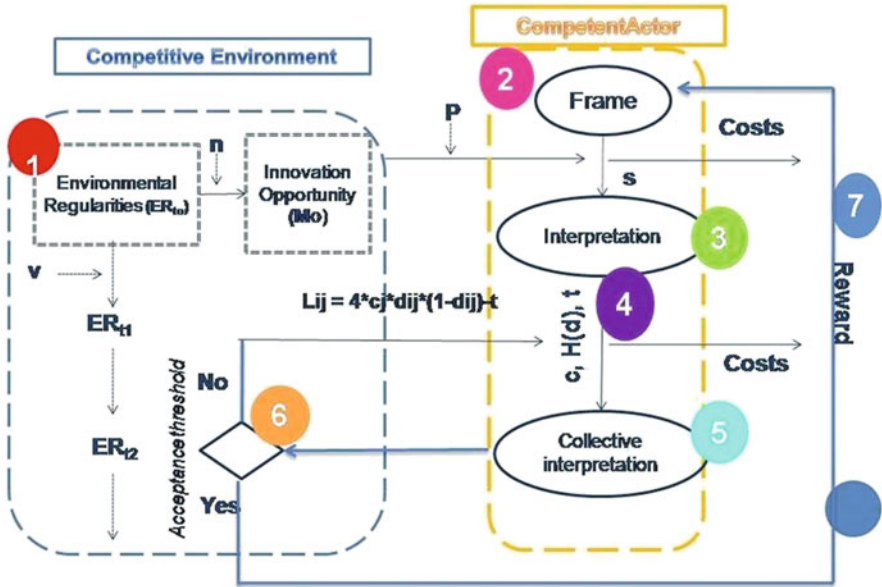 CompetentActor
Competitive Environment
2
Frame
P
Costs
1
n
Environmental
Regularities (ERto)
Innovation
Opportunity
(Mo)
s
7
Interpretation
3
v
Lij = 4*cj*dij*(1-dij)-t
4
Reward
ERt1
c, H(d), t
No
Costs
Acceptance threshold
6
5
ERt2
Collective
interpretation
Yes